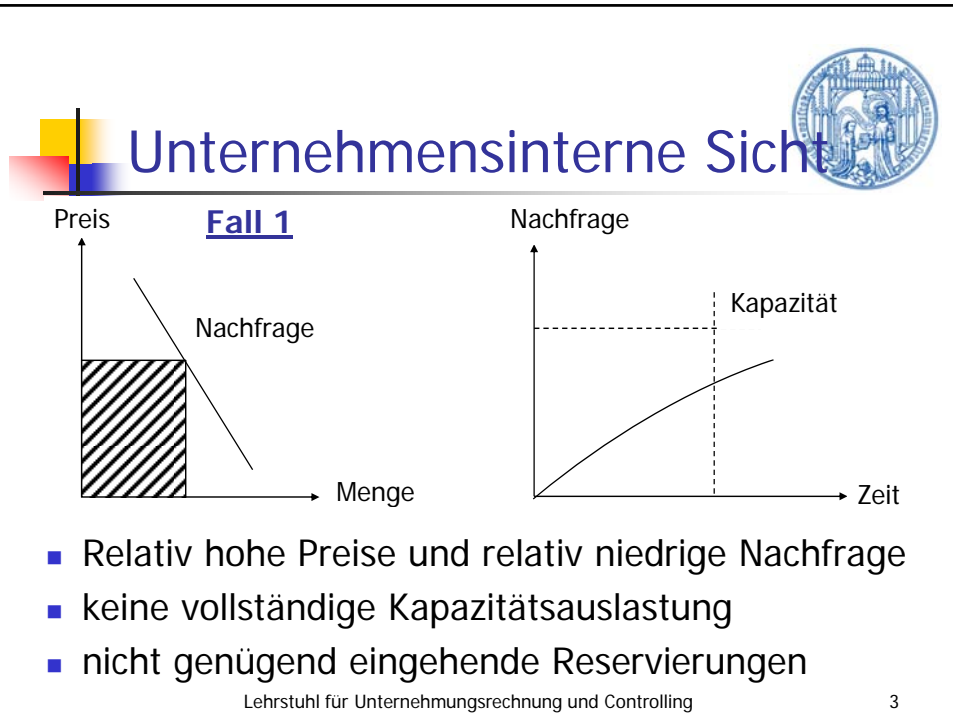 Unternehmensinterne Sicht
Preis
Fall 1
Nachfrage
Menge
Nachfrage
Kapazität
Zeit
Relativ hohe Preise und relativ niedrige Nachfrage
keine vollständige Kapazitätsauslastung
nicht genügend eingehende Reservierungen
Lehrstuhl für Unternehmungsrechnung und Controlling
3